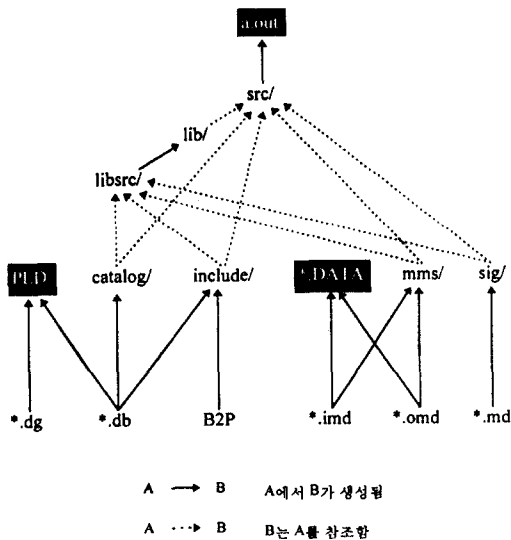 a.out
src/
lib/
libsrc/
PLD catalog/ include/ *.DATA mms/ sig/
*.dg *.db B2P *.imd *.omd *.md
A → B A에서 B가 생성됨
A ···► B B는 A를 참조함